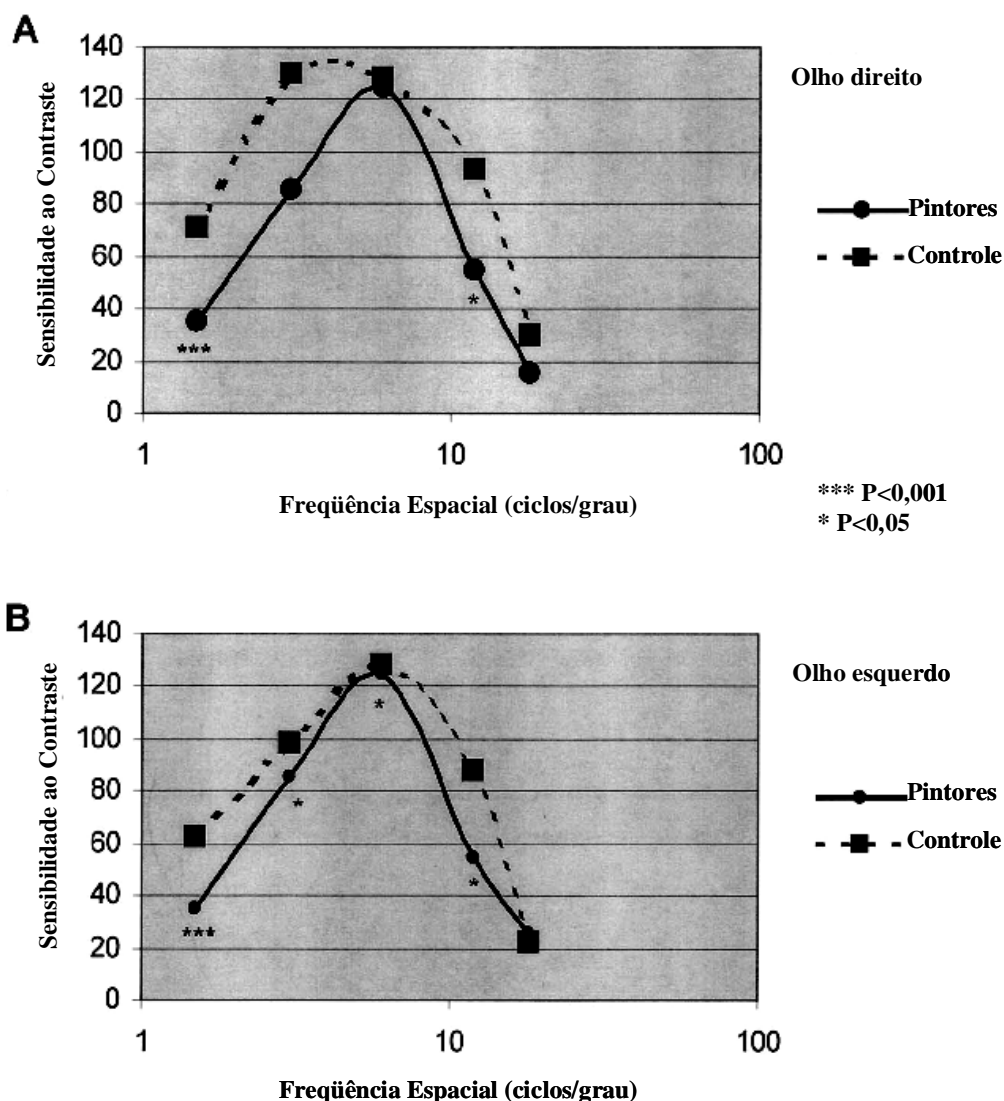 A
140
120
100
80
60
40
20
0
Sensibilidade ao Contraste
***
*
1 10 100
Freqüência Espacial (ciclos/grau)
Olho direito
Pintores
Controle
*** P<0,001
* P<0,05
B
140
120
100
80
60
40
20
0
Sensibilidade ao Contraste
*
*
*
***
1 10 100
Freqüência Espacial (ciclos/grau)
Olho esquerdo
Pintores
Controle